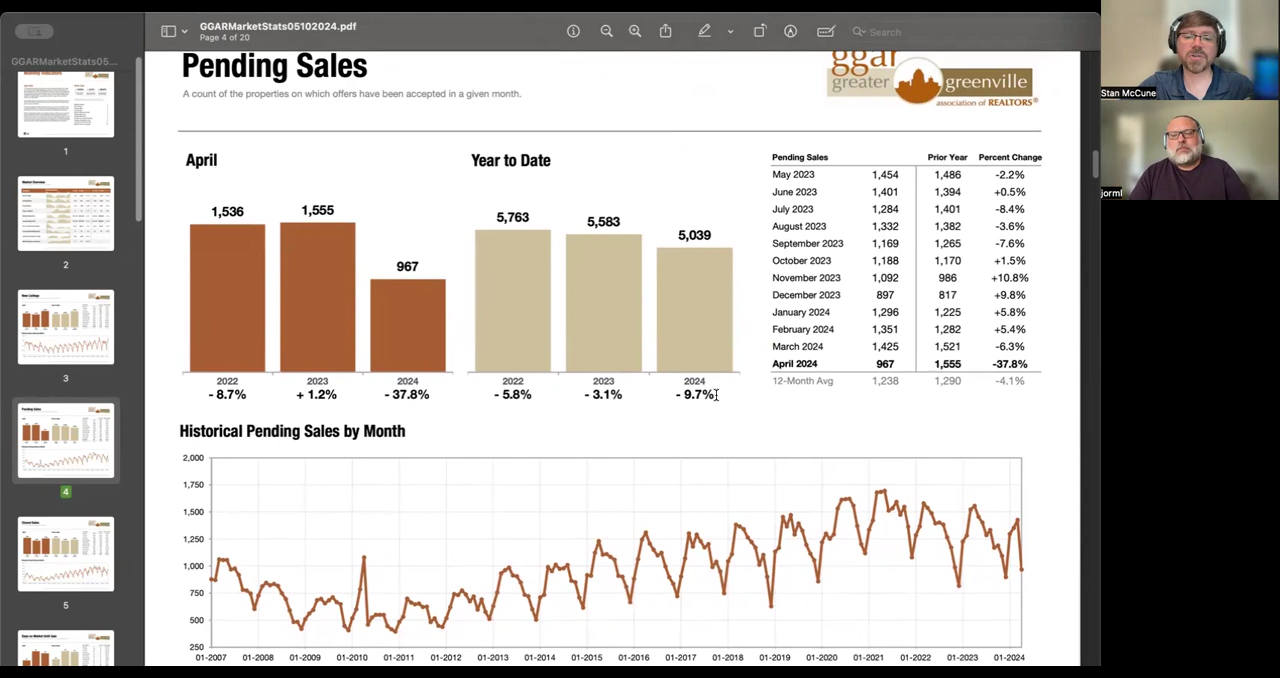 GGARMarketStats05102024.pdf
Page 4 of 20
Search
GGARMarketStats05...
1
2
3
4
5
Pending Sales
A count of the properties on which offers have been accepted in a given month.
ggar
greater greenville
association of REALTORS®
April
1,536
1,555
967
2022
2023
2024
- 8.7%
+ 1.2%
- 37.8%
Year to Date
5,763
5,583
5,039
2022
2023
2024
- 5.8%
- 3.1%
- 9.7%
Pending Sales Prior Year Percent Change
May 2023 1,454 1,486 -2.2%
June 2023 1,401 1,394 +0.5%
July 2023 1,284 1,401 -8.4%
August 2023 1,332 1,382 -3.6%
September 2023 1,169 1,265 -7.6%
October 2023 1,188 1,170 +1.5%
November 2023 1,092 986 +10.8%
December 2023 897 817 +9.8%
January 2024 1,296 1,225 +5.8%
February 2024 1,351 1,282 +5.4%
March 2024 1,425 1,521 -6.3%
April 2024 967 1,555 -37.8%
12-Month Avg 1,238 1,290 -4.1%
Historical Pending Sales by Month
2,000
1,750
1,500
1,250
1,000
750
500
250
01-2007 01-2008 01-2009 01-2010 01-2011 01-2012 01-2013 01-2014 01-2015 01-2016 01-2017 01-2018 01-2019 01-2020 01-2021 01-2022 01-2023 01-2024
Stan McCune
jorml